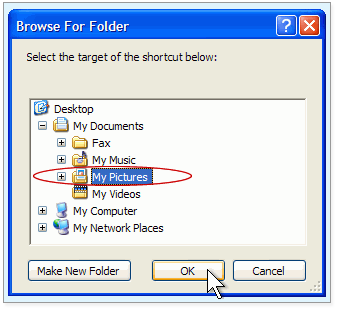 Browse For Folder
Select the target of the shortcut below:
Desktop
My Documents
Fax
My Music
My Pictures
My Videos
My Computer
My Network Places
Make New Folder
OK
Cancel